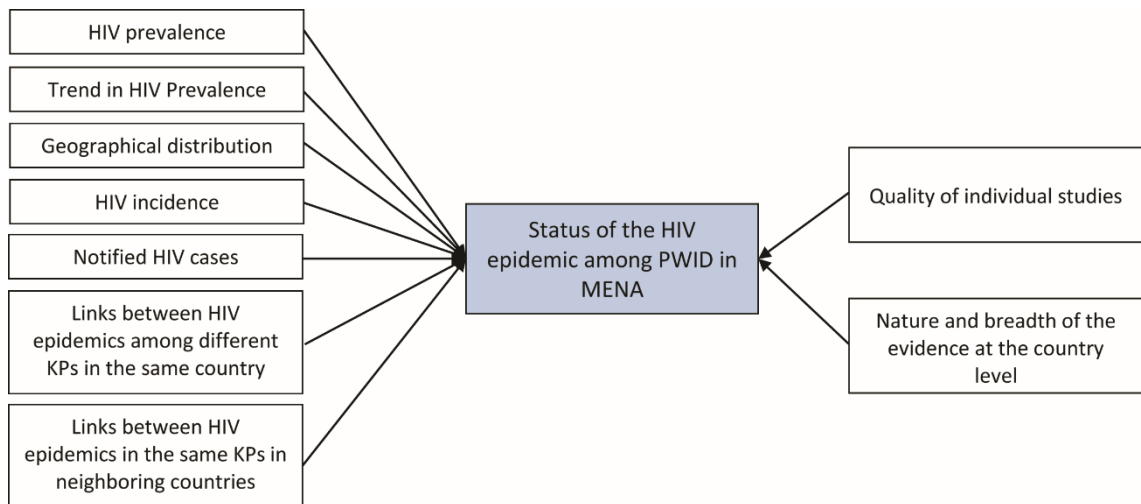 HIV prevalence
Trend in HIV Prevalence
Geographical distribution
HIV incidence
Notified HIV cases
Links between HIV
epidemics among different
KPs in the same country
Links between HIV
epidemics in the same KPs in
neighboring countries
Status of the HIV
epidemic among PWID in
MENA
Quality of individual studies
Nature and breadth of the
evidence at the country
level